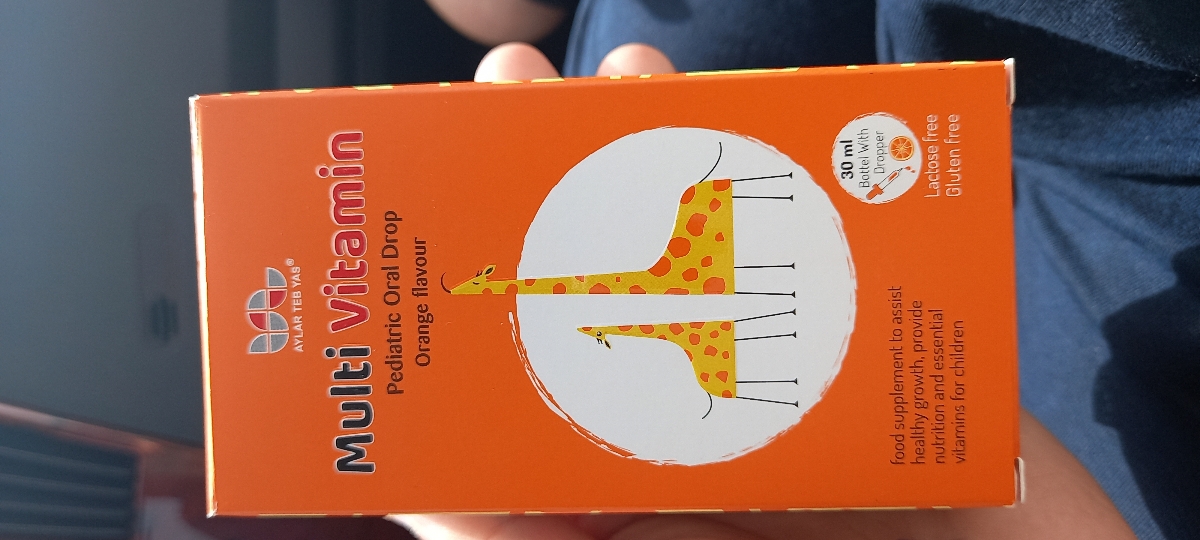 AYLAR TEB YAS®
Multi Vitamin
Pediatric Oral Drop
Orange flavour
food supplement to assist
healthy growth, provide
nutrition and essential
vitamins for children
30 ml
Bottel With
Dropper
Lactose free
Gluten free